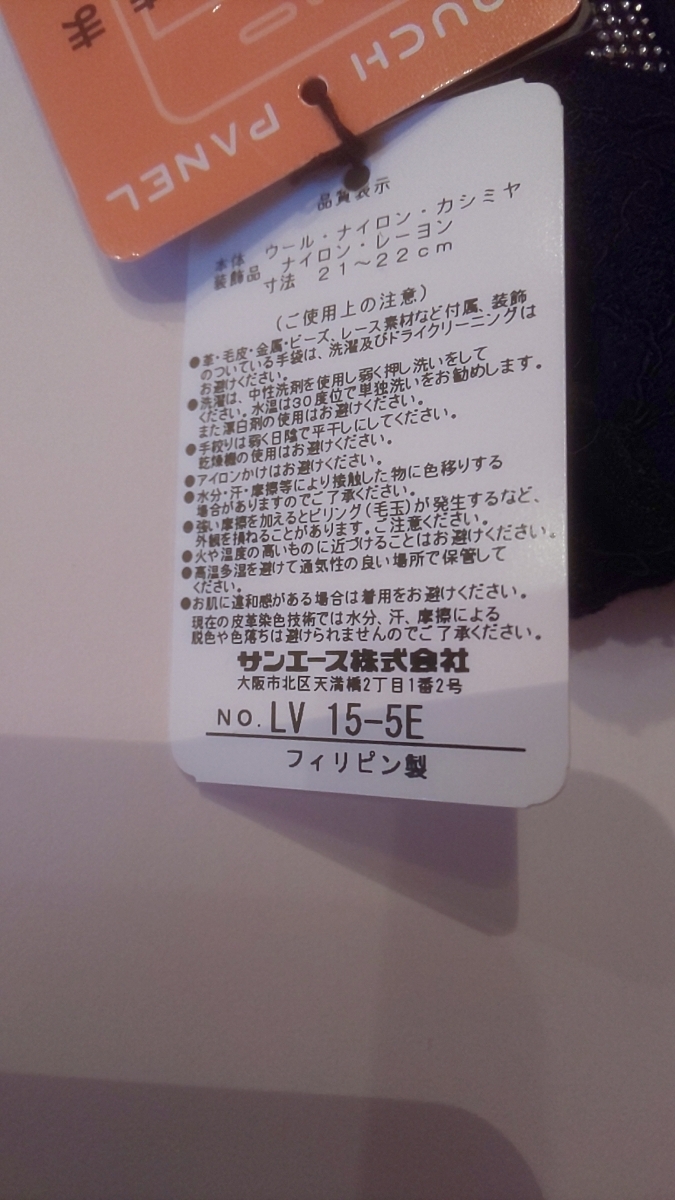 ま
OUCH
PANEL
品質表示
本体 ウール・ナイロン・カシミヤ
装飾品 ナイロン・レーヨン
寸法 21～22cm
(ご使用上の注意)
●革・毛皮・金属・ビーズ、レース素材など付属、装飾
のついている手袋は、洗濯及びドライクリーニングは
お避けください。
●洗濯は、中性洗剤を使用し弱く押し洗いをして
ください。水温は30度位で単独洗いをお勧めします。
また漂白剤の使用はお避けください。
●手絞りは弱く日陰で平干しにしてください。
乾燥機の使用はお避けください。
●アイロンかけはお避けください。
●水分・汗・摩擦等により接触した物に色移りする
場合がありますのでご了承ください。
●強い摩擦を加えるとピリング(毛玉)が発生するなど、
外観を損ねることがあります。ご注意ください。
●火や温度の高いものに近づけることはお避けください。
●高温多湿を避けて通気性の良い場所で保管して
ください。
●お肌に違和感がある場合は着用をお避けください。
現在の皮革染色技術では水分、汗、摩擦による
脱色や色落ちは避けられませんのでご了承ください。
サンエース株式会社
大阪市北区天満橋2丁目1番2号
NO. LV 15-5E
フィリピン製